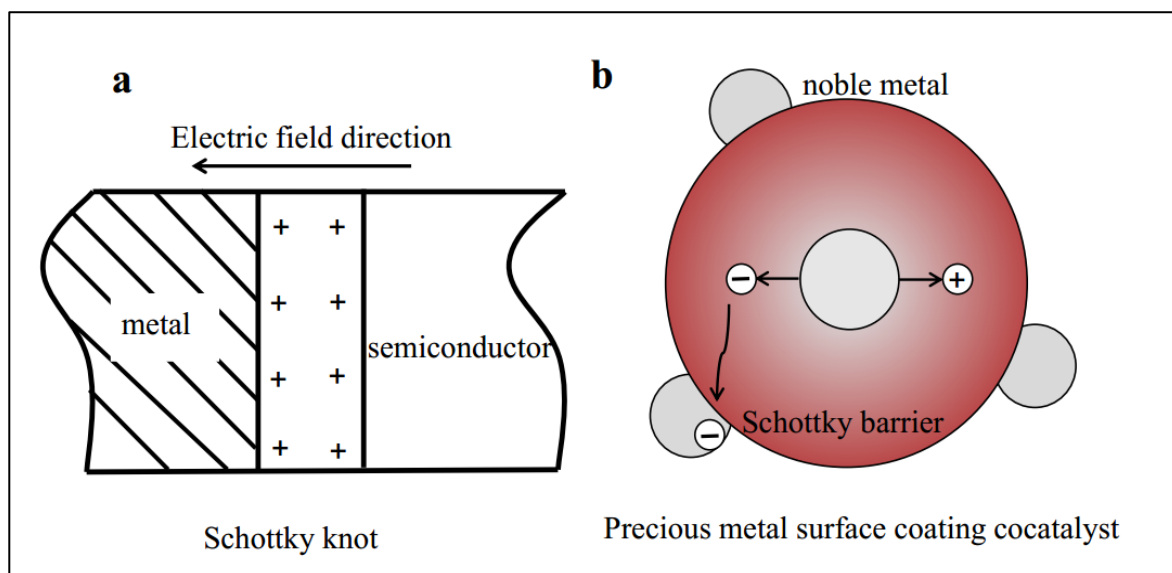 a
Electric field direction
+ +
metal
+ +
semiconductor
+ +
+ +
Schottky knot
b
noble metal
− +
Schottky barrier
−
Precious metal surface coating cocatalyst